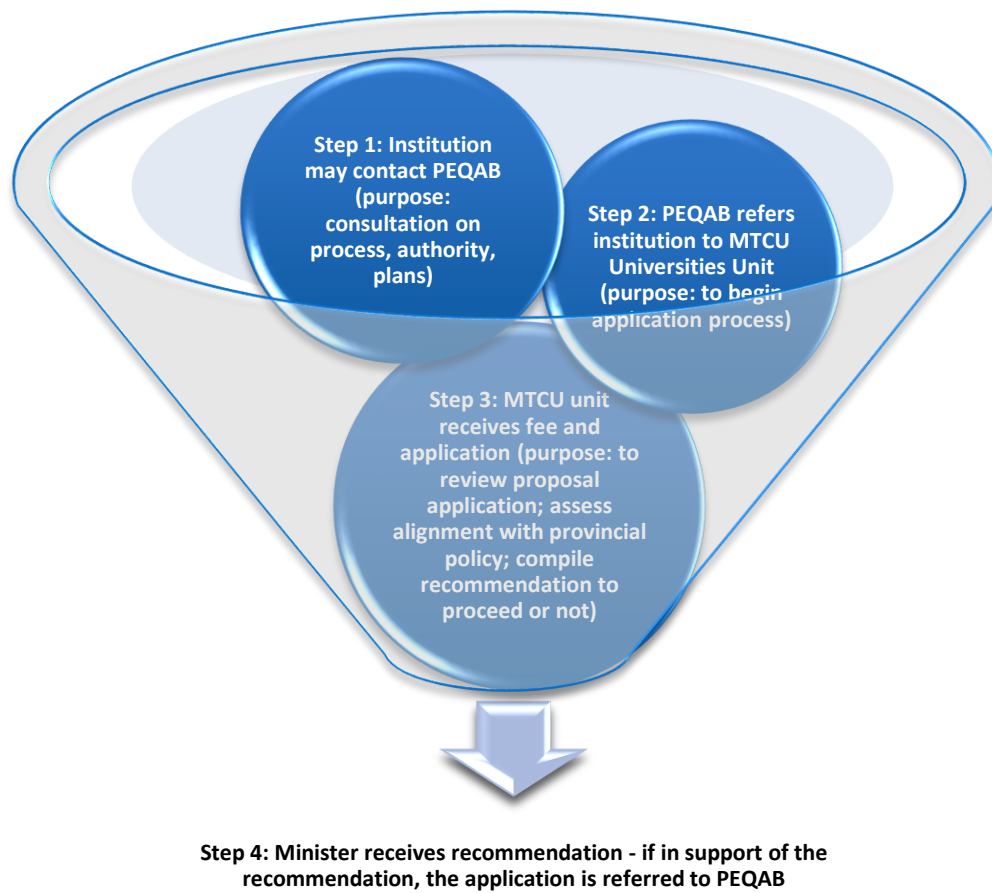 Step 1: Institution
may contact PEQAB
(purpose:
consultation on
process, authority,
plans)
Step 2: PEQAB refers
institution to MTCU
Universities Unit
(purpose: to begin
application process)
Step 3: MTCU unit
receives fee and
application (purpose: to
review proposal
application; assess
alignment with provincial
policy; compile
recommendation to
proceed or not)
Step 4: Minister receives recommendation - if in support of the
recommendation, the application is referred to PEQAB